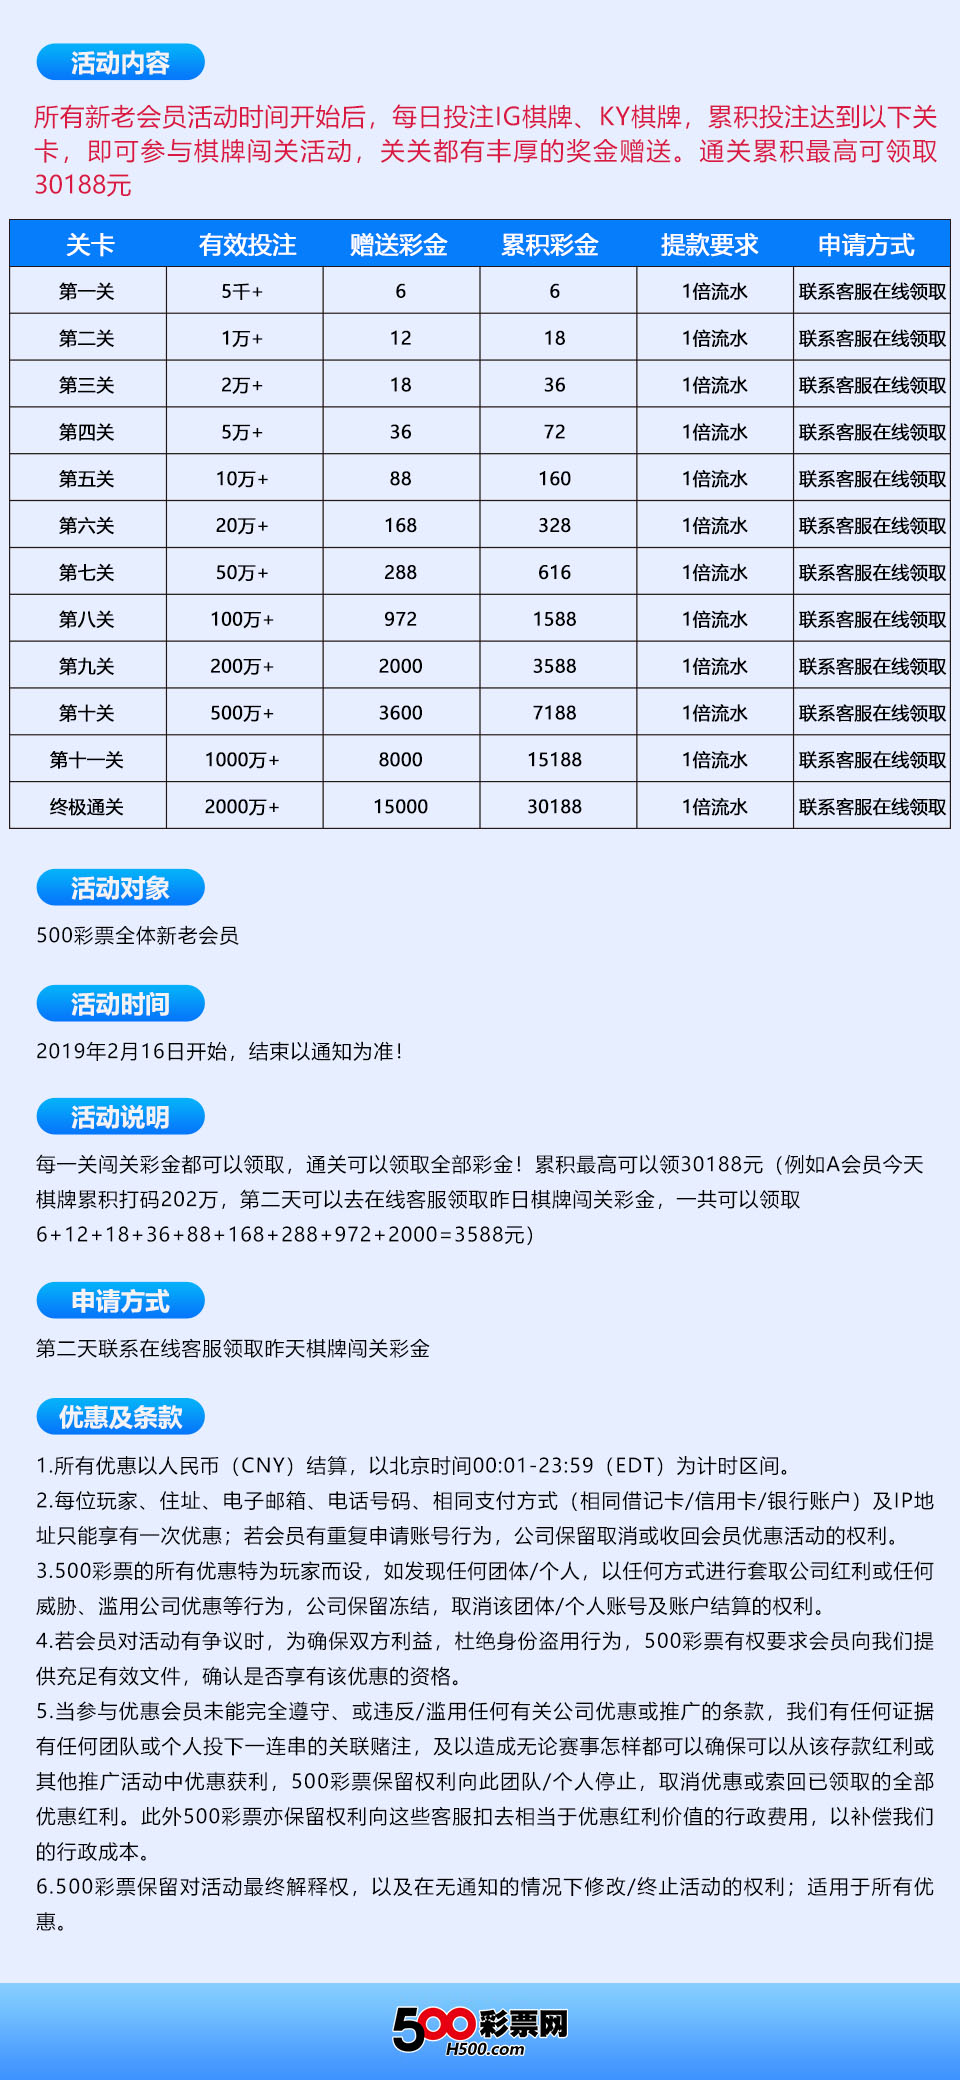 活动内容
所有新老会员活动时间开始后，每日投注IG棋牌、KY棋牌，累积投注达到以下关
卡，即可参与棋牌闯关活动，关关都有丰厚的奖金赠送。通关累积最高可领取
30188元
关卡 有效投注 赠送彩金 累积彩金 提款要求 申请方式
第一关 5千+ 6 6 1倍流水 联系客服在线领取
第二关 1万+ 12 18 1倍流水 联系客服在线领取
第三关 2万+ 18 36 1倍流水 联系客服在线领取
第四关 5万+ 36 72 1倍流水 联系客服在线领取
第五关 10万+ 88 160 1倍流水 联系客服在线领取
第六关 20万+ 168 328 1倍流水 联系客服在线领取
第七关 50万+ 288 616 1倍流水 联系客服在线领取
第八关 100万+ 972 1588 1倍流水 联系客服在线领取
第九关 200万+ 2000 3588 1倍流水 联系客服在线领取
第十关 500万+ 3600 7188 1倍流水 联系客服在线领取
第十一关 1000万+ 8000 15188 1倍流水 联系客服在线领取
终极通关 2000万+ 15000 30188 1倍流水 联系客服在线领取
活动对象
500彩票全体新老会员
活动时间
2019年2月16日开始，结束以通知为准！
活动说明
每一关闯关彩金都可以领取，通关可以领取全部彩金！累积最高可以领30188元（例如A会员今天
棋牌累积打码202万，第二天可以去在线客服领取昨日棋牌闯关彩金，一共可以领取
6+12+18+36+88+168+288+972+2000=3588元）
申请方式
第二天联系在线客服领取昨天棋牌闯关彩金
优惠及条款
1.所有优惠以人民币（CNY）结算，以北京时间00:01-23:59（EDT）为计时区间。
2.每位玩家、住址、电子邮箱、电话号码、相同支付方式（相同借记卡/信用卡/银行账户）及IP地
址只能享有一次优惠；若会员有重复申请账号行为，公司保留取消或收回会员优惠活动的权利。
3.500彩票的所有优惠特为玩家而设，如发现任何团体/个人，以任何方式进行套取公司红利或任何
威胁、滥用公司优惠等行为，公司保留冻结，取消该团体/个人账号及账户结算的权利。
4.若会员对活动有争议时，为确保双方利益，杜绝身份盗用行为，500彩票有权要求会员向我们提
供充足有效文件，确认是否享有该优惠的资格。
5.当参与优惠会员未能完全遵守、或违反/滥用任何有关公司优惠或推广的条款，我们有任何证据
有任何团队或个人投下一连串的关联赌注，及以造成无论赛事怎样都可以确保可以从该存款红利或
其他推广活动中优惠获利，500彩票保留权利向此团队/个人停止，取消优惠或索回已领取的全部
优惠红利。此外500彩票亦保留权利向这些客服扣去相当于优惠红利价值的行政费用，以补偿我们
的行政成本。
6.500彩票保留对活动最终解释权，以及在无通知的情况下修改/终止活动的权利；适用于所有优
惠。
500彩票网
H500.com